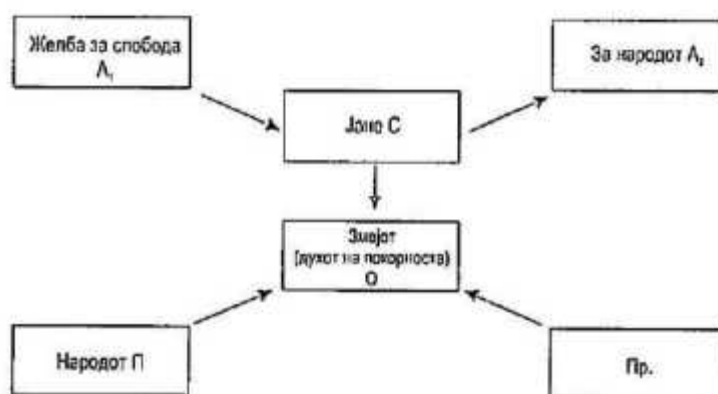 Желба за слобода
А₁
За народот А₂
Јоно С
Змејот
(духот на покорноста)
О
Народот П
Пр.